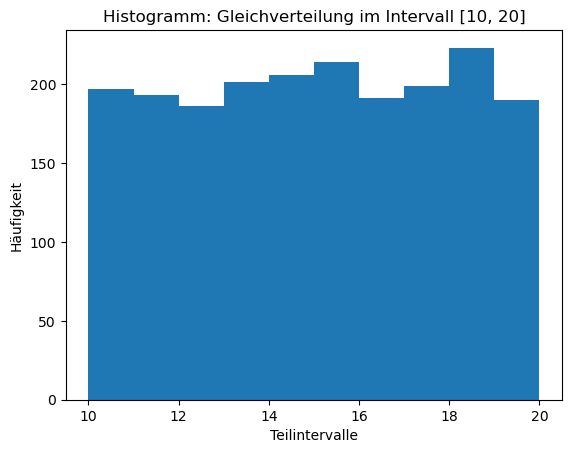 Histogramm: Gleichverteilung im Intervall [10, 20]
Häufigkeit
200
150
100
50
0
10 12 14 16 18 20
Teilintervalle